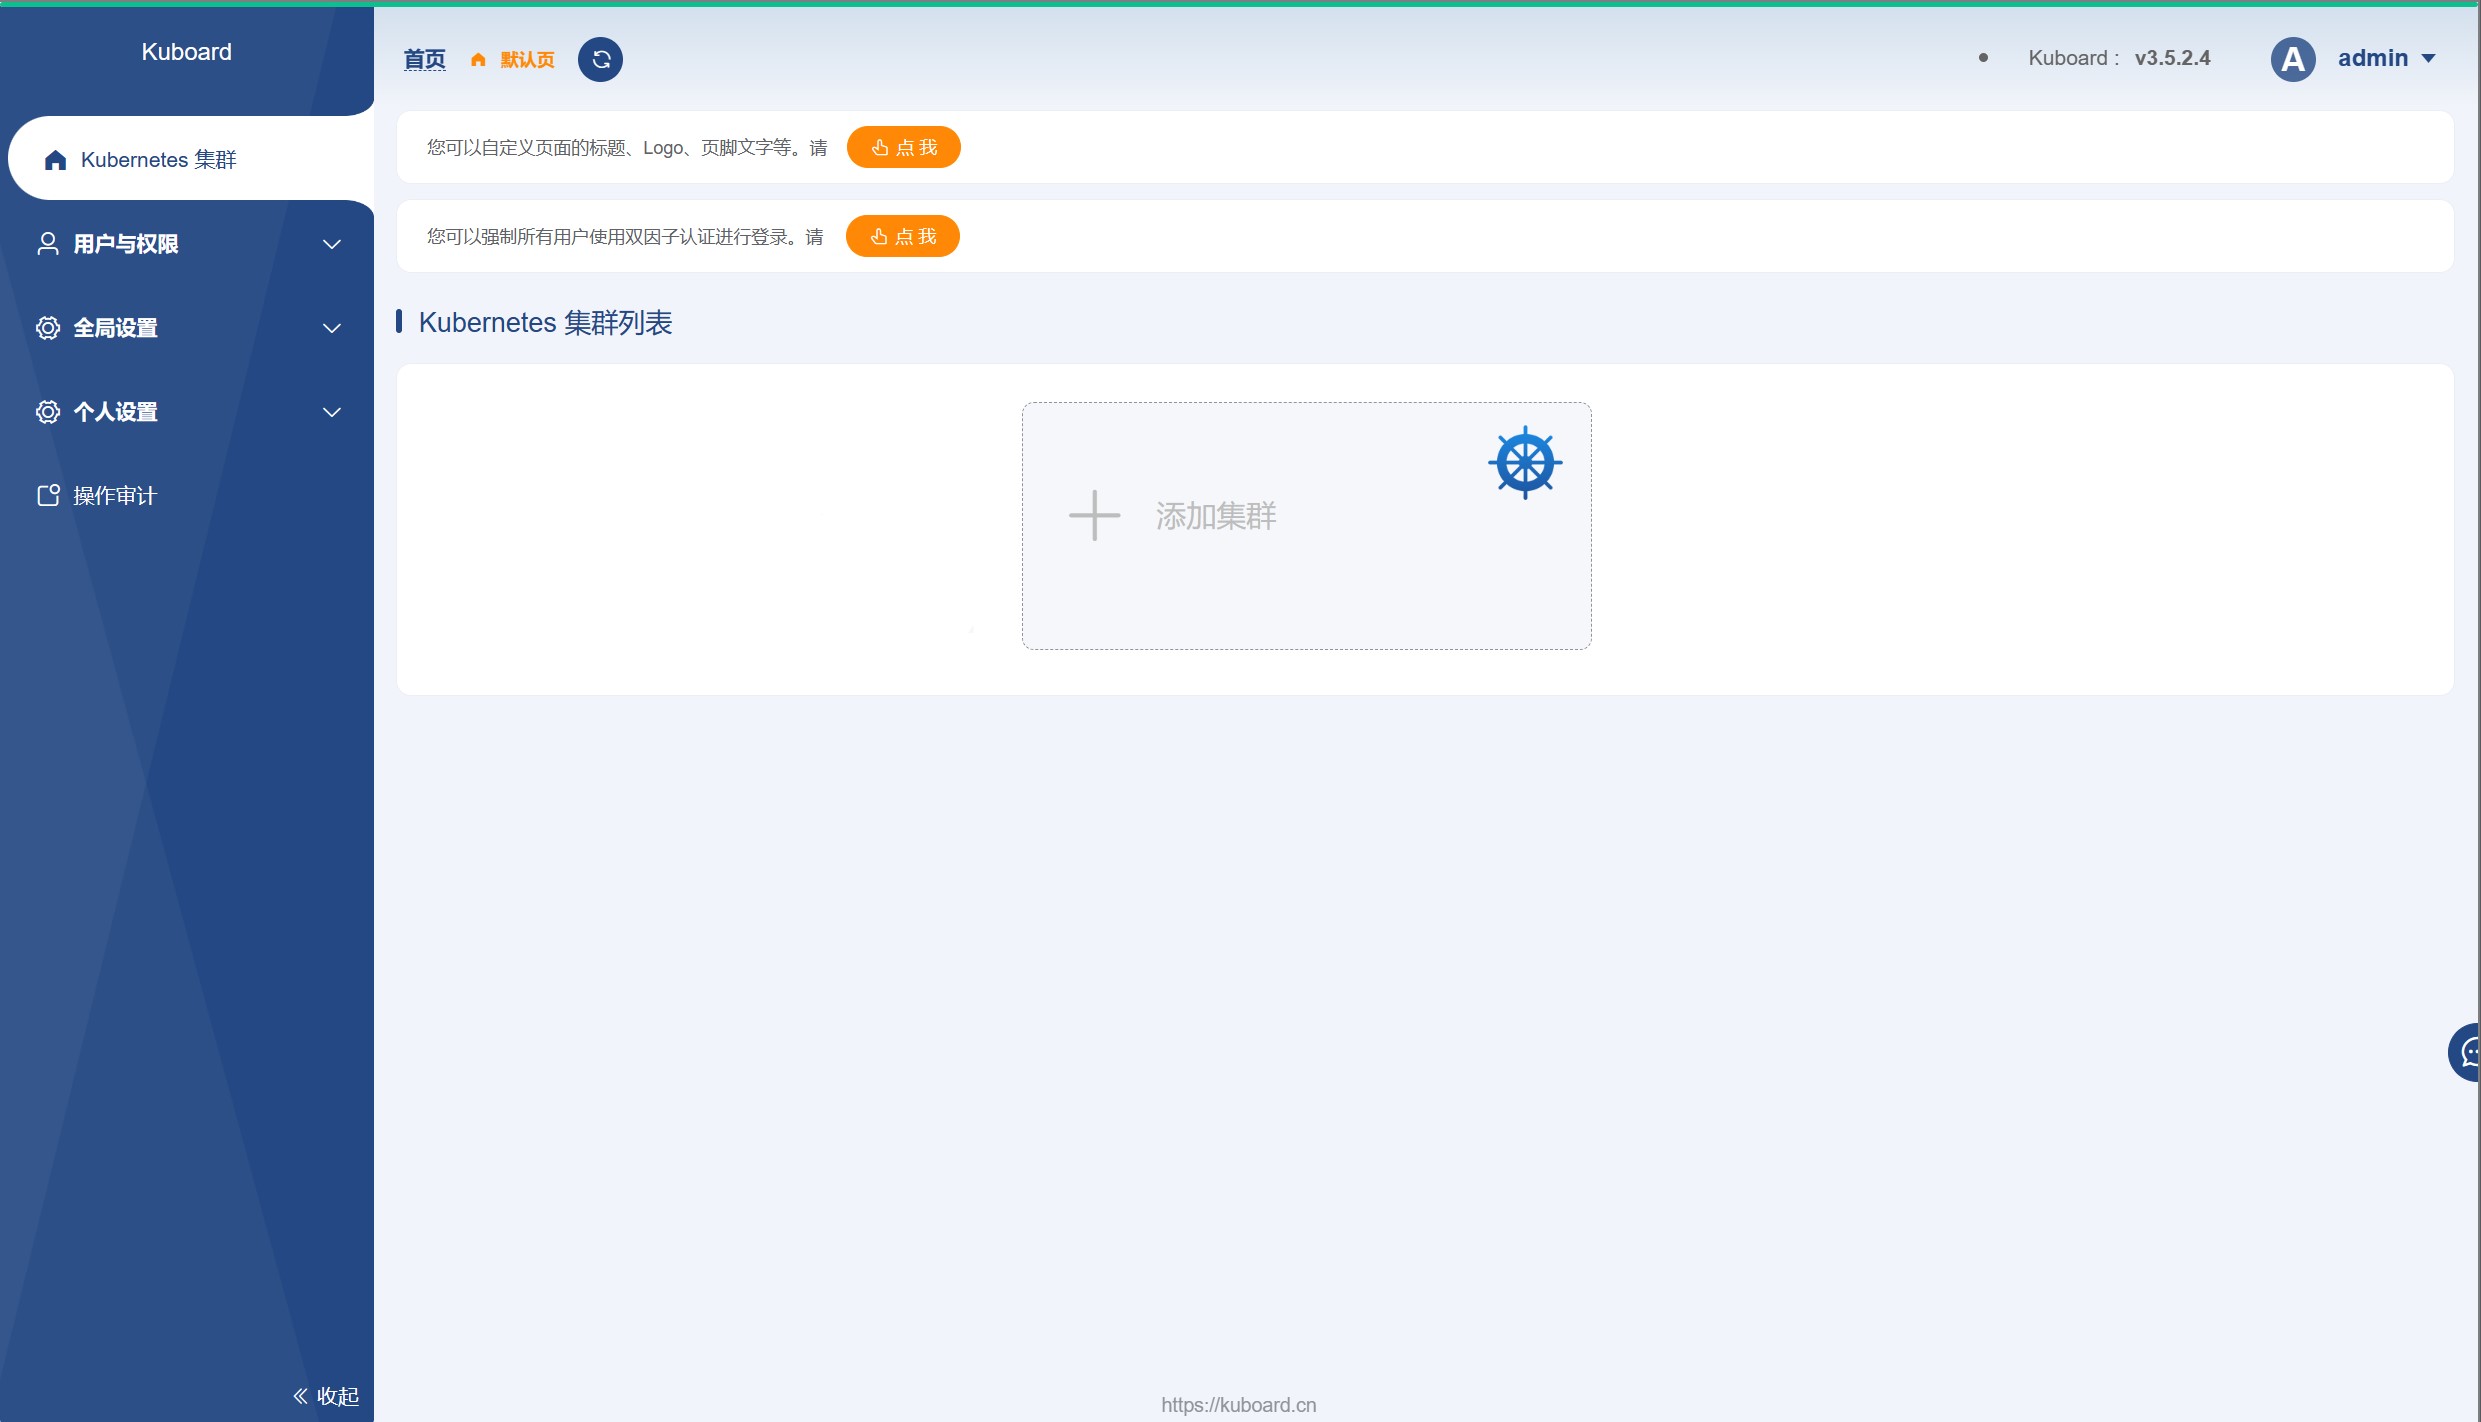 Kuboard
首页 默认页
Kuboard : v3.5.2.4
A admin
Kubernetes 集群
用户与权限
全局设置
个人设置
操作审计
您可以自定义页面的标题、Logo、页脚文字等。请 点 我
您可以强制所有用户使用双因子认证进行登录。请 点 我
Kubernetes 集群列表
添加集群
收起
https://kuboard.cn